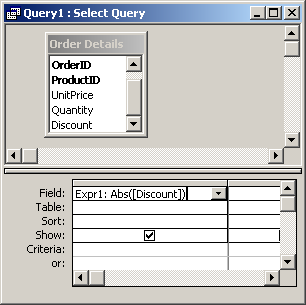 Query1 : Select Query
Order Details
OrderID
ProductID
UnitPrice
Quantity
Discount
Field: Expr1: Abs([Discount])
Table:
Sort:
Show:
Criteria:
or: